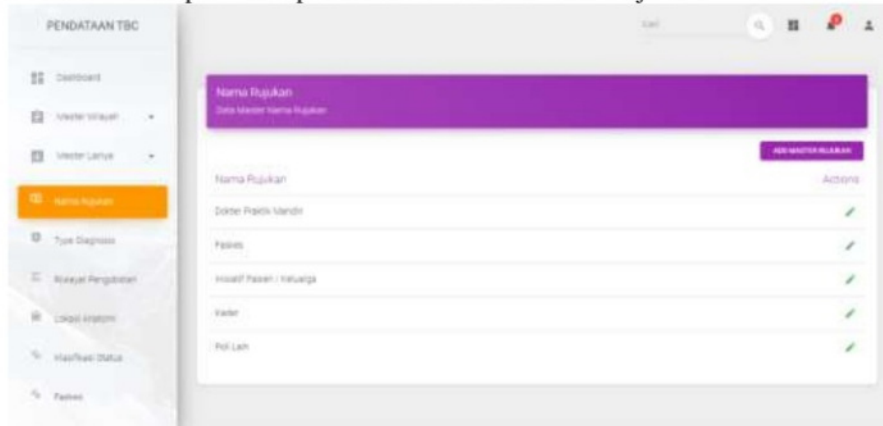 PENDATAAN TBC
Cari
Dashboard
Master Wilayah
Master Lainya
Nama Rujukan
Type Diagnosis
Riwayat Pengobatan
Lokasi Anatomi
Klasifikasi Status
Faskes
Nama Rujukan
Data Master Nama Rujukan
ADD MASTER RUJUKAN
Nama Rujukan Actions
Dokter Praktik Mandiri
Faskes
Inisiatif Pasien / Keluarga
Kader
Poli Lain